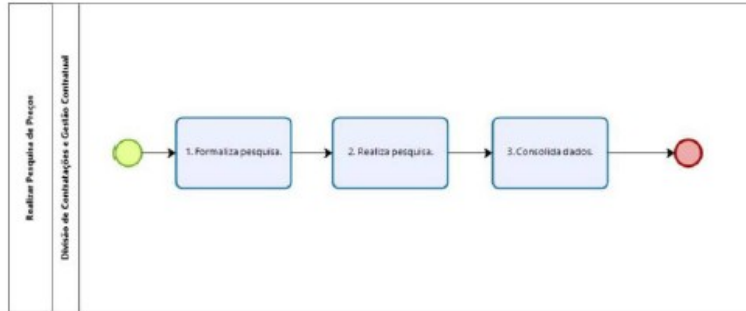 Realizar Pesquisa de Preços
Divisão de Contratações e Gestão Contratual
1. Formaliza pesquisa.
2. Realiza pesquisa.
3. Consolida dados.